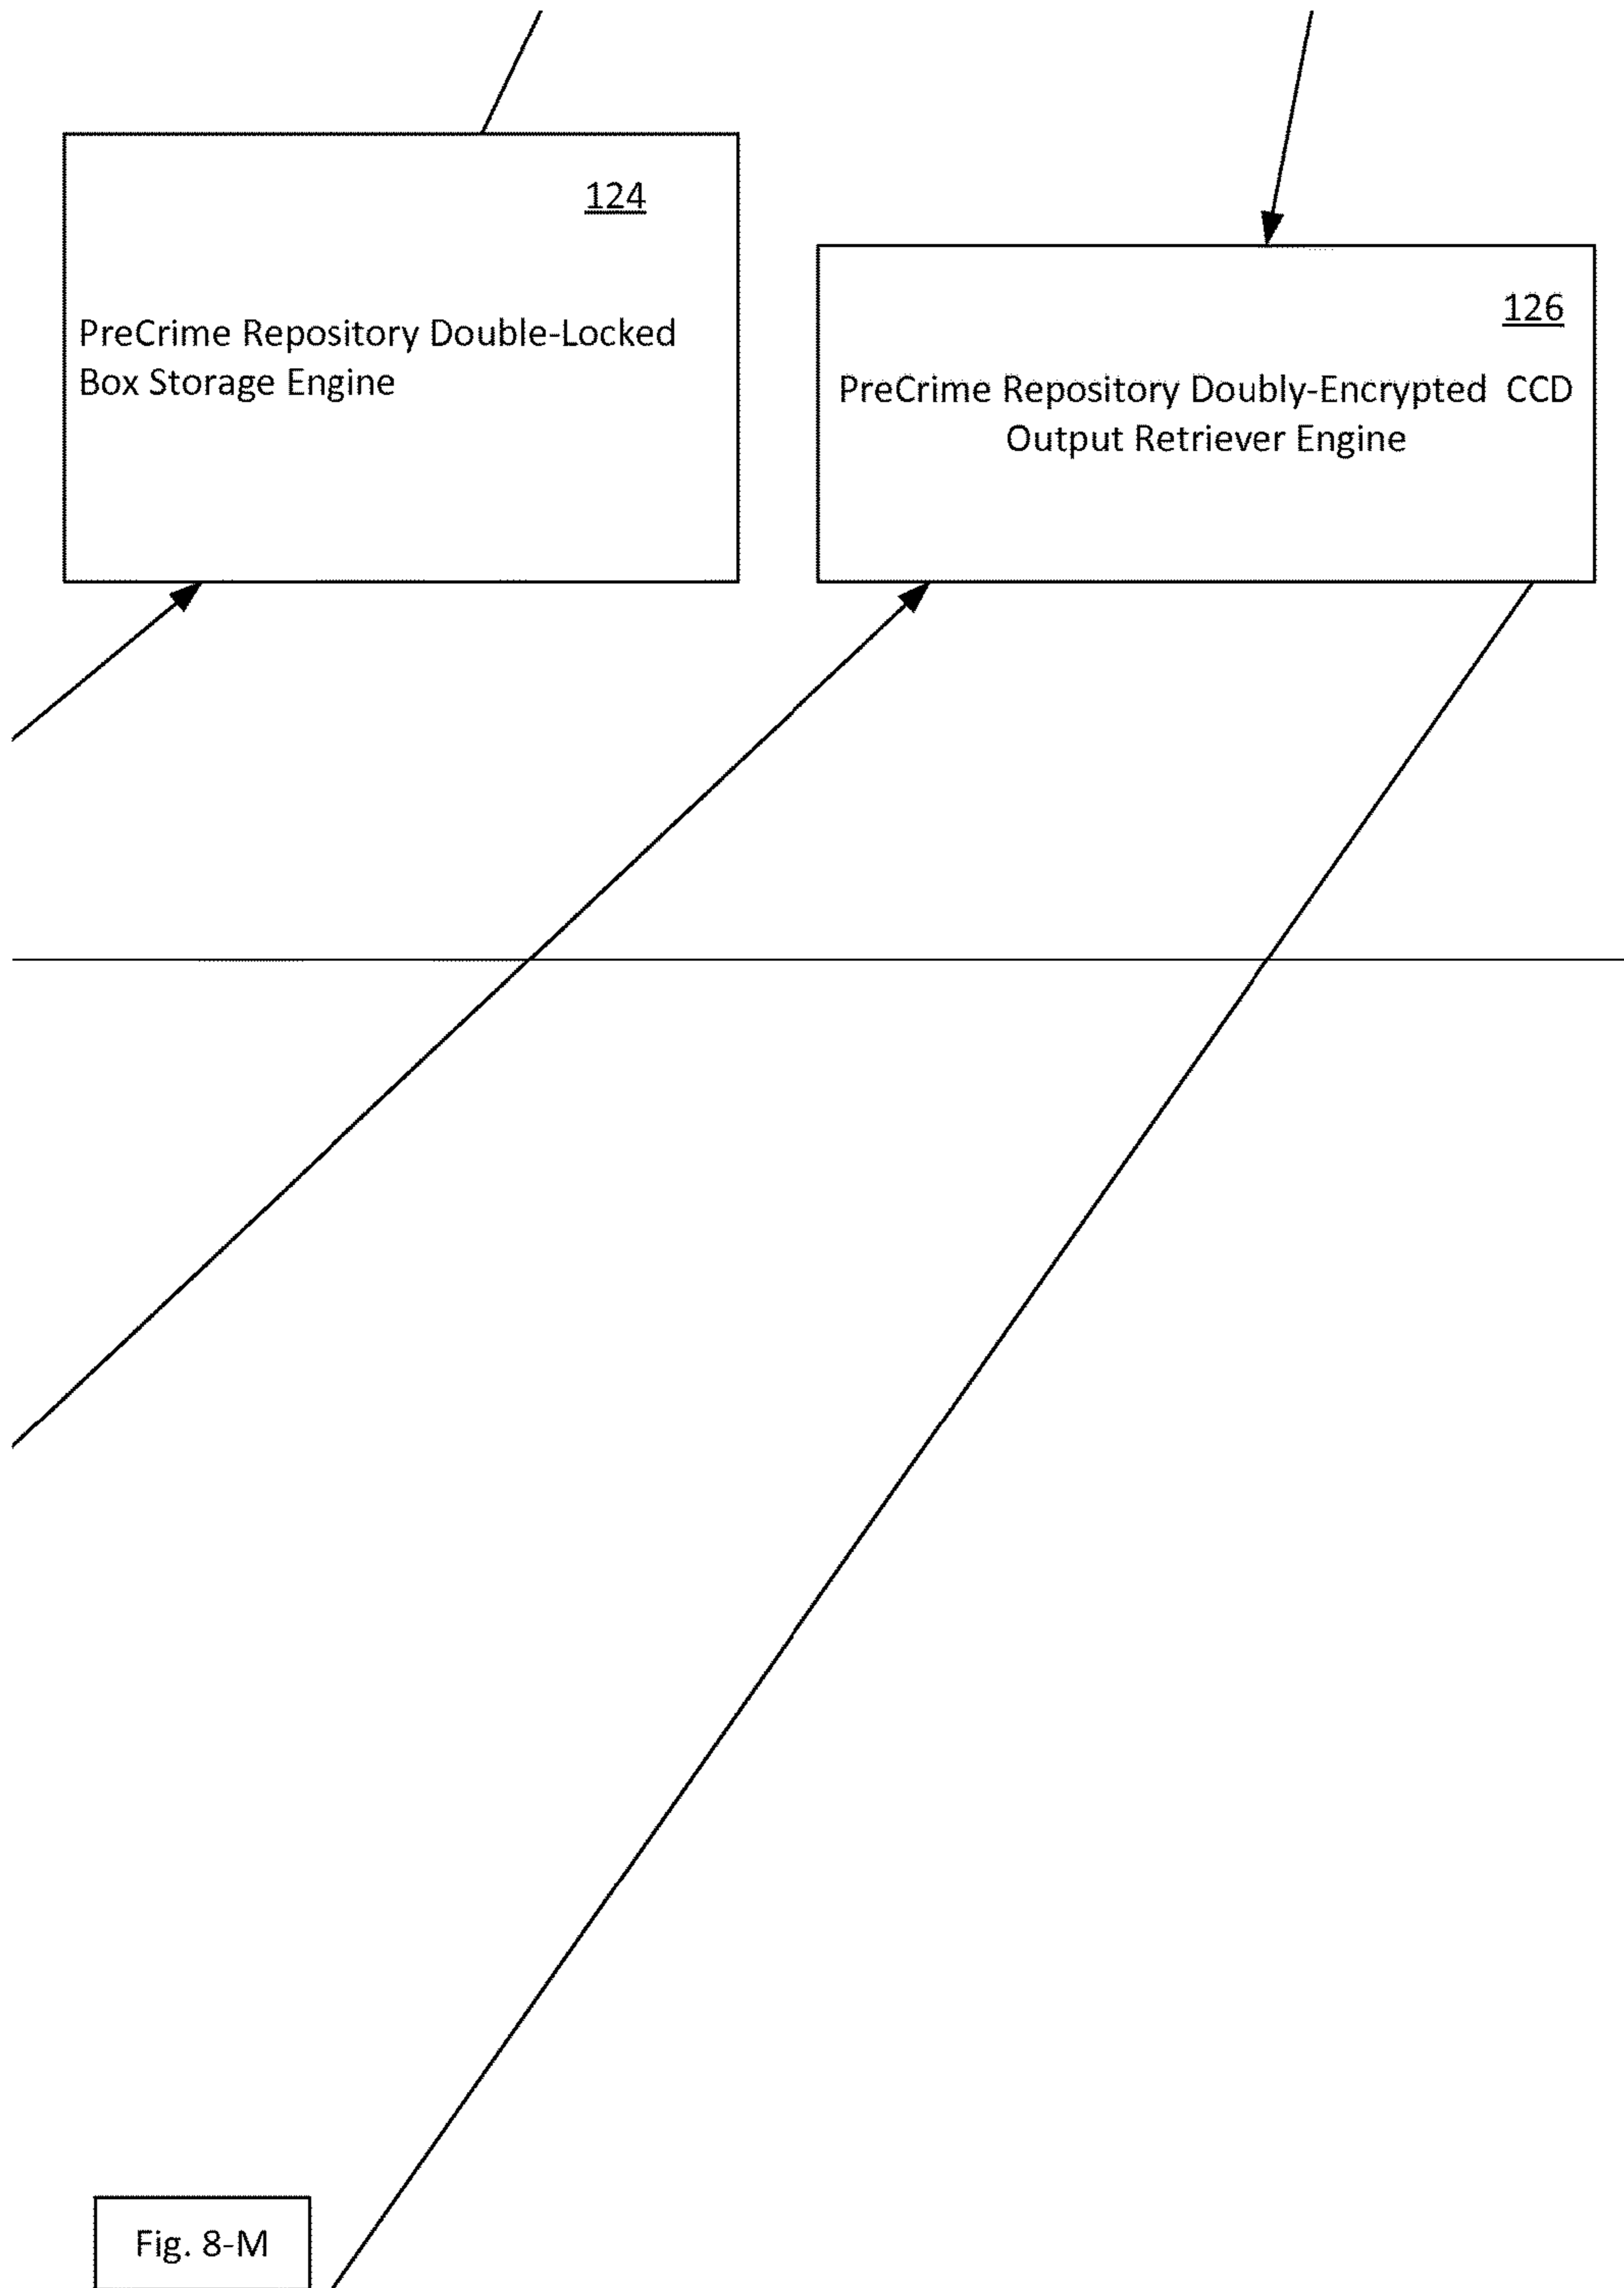 124
PreCrime Repository Double-Locked
Box Storage Engine
126
PreCrime Repository Doubly-Encrypted CCD
Output Retriever Engine
Fig. 8-M